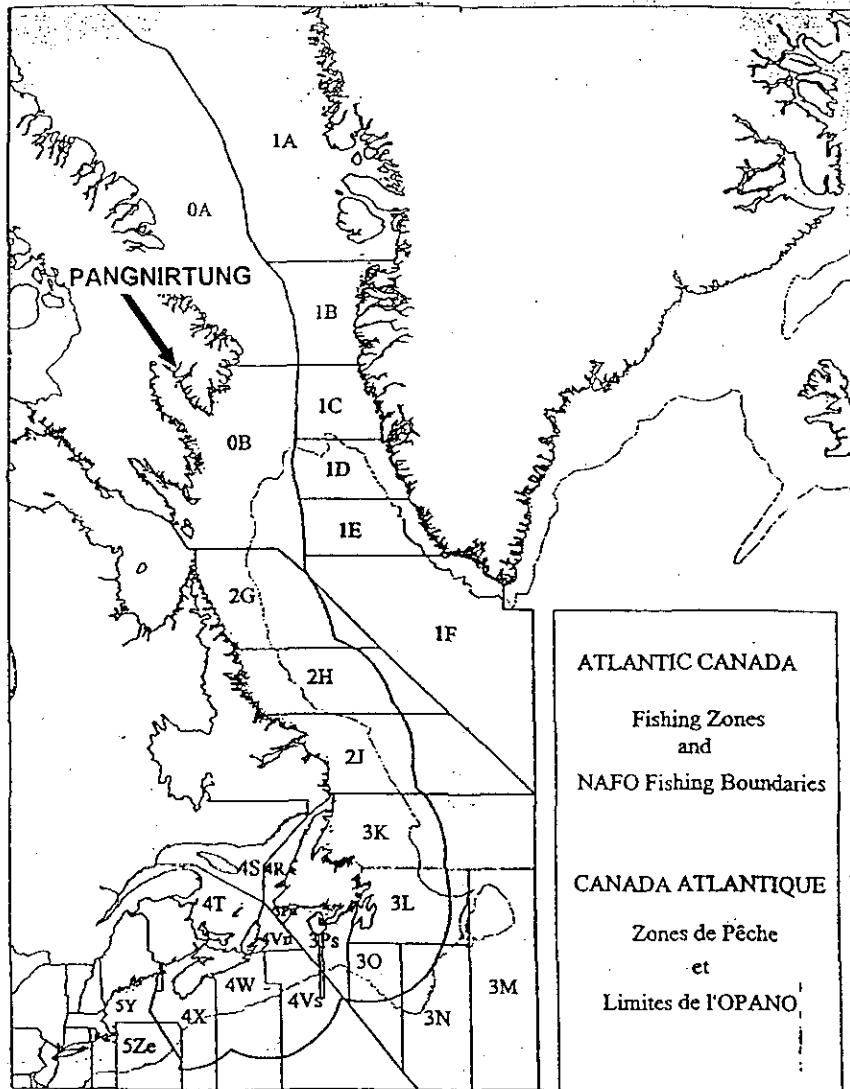 1A
0A
PANGNIRTUNG
1B
1C
0B
1D
1E
2G
1F
2H
2J
3K
4S 4R
4T
3L
4Vn 3Ps
3O
4W
4Vs
3M
5Y
4X
3N
5Ze
ATLANTIC CANADA
Fishing Zones
and
NAFO Fishing Boundaries
CANADA ATLANTIQUE
Zones de Pêche
et
Limites de l'OPANO